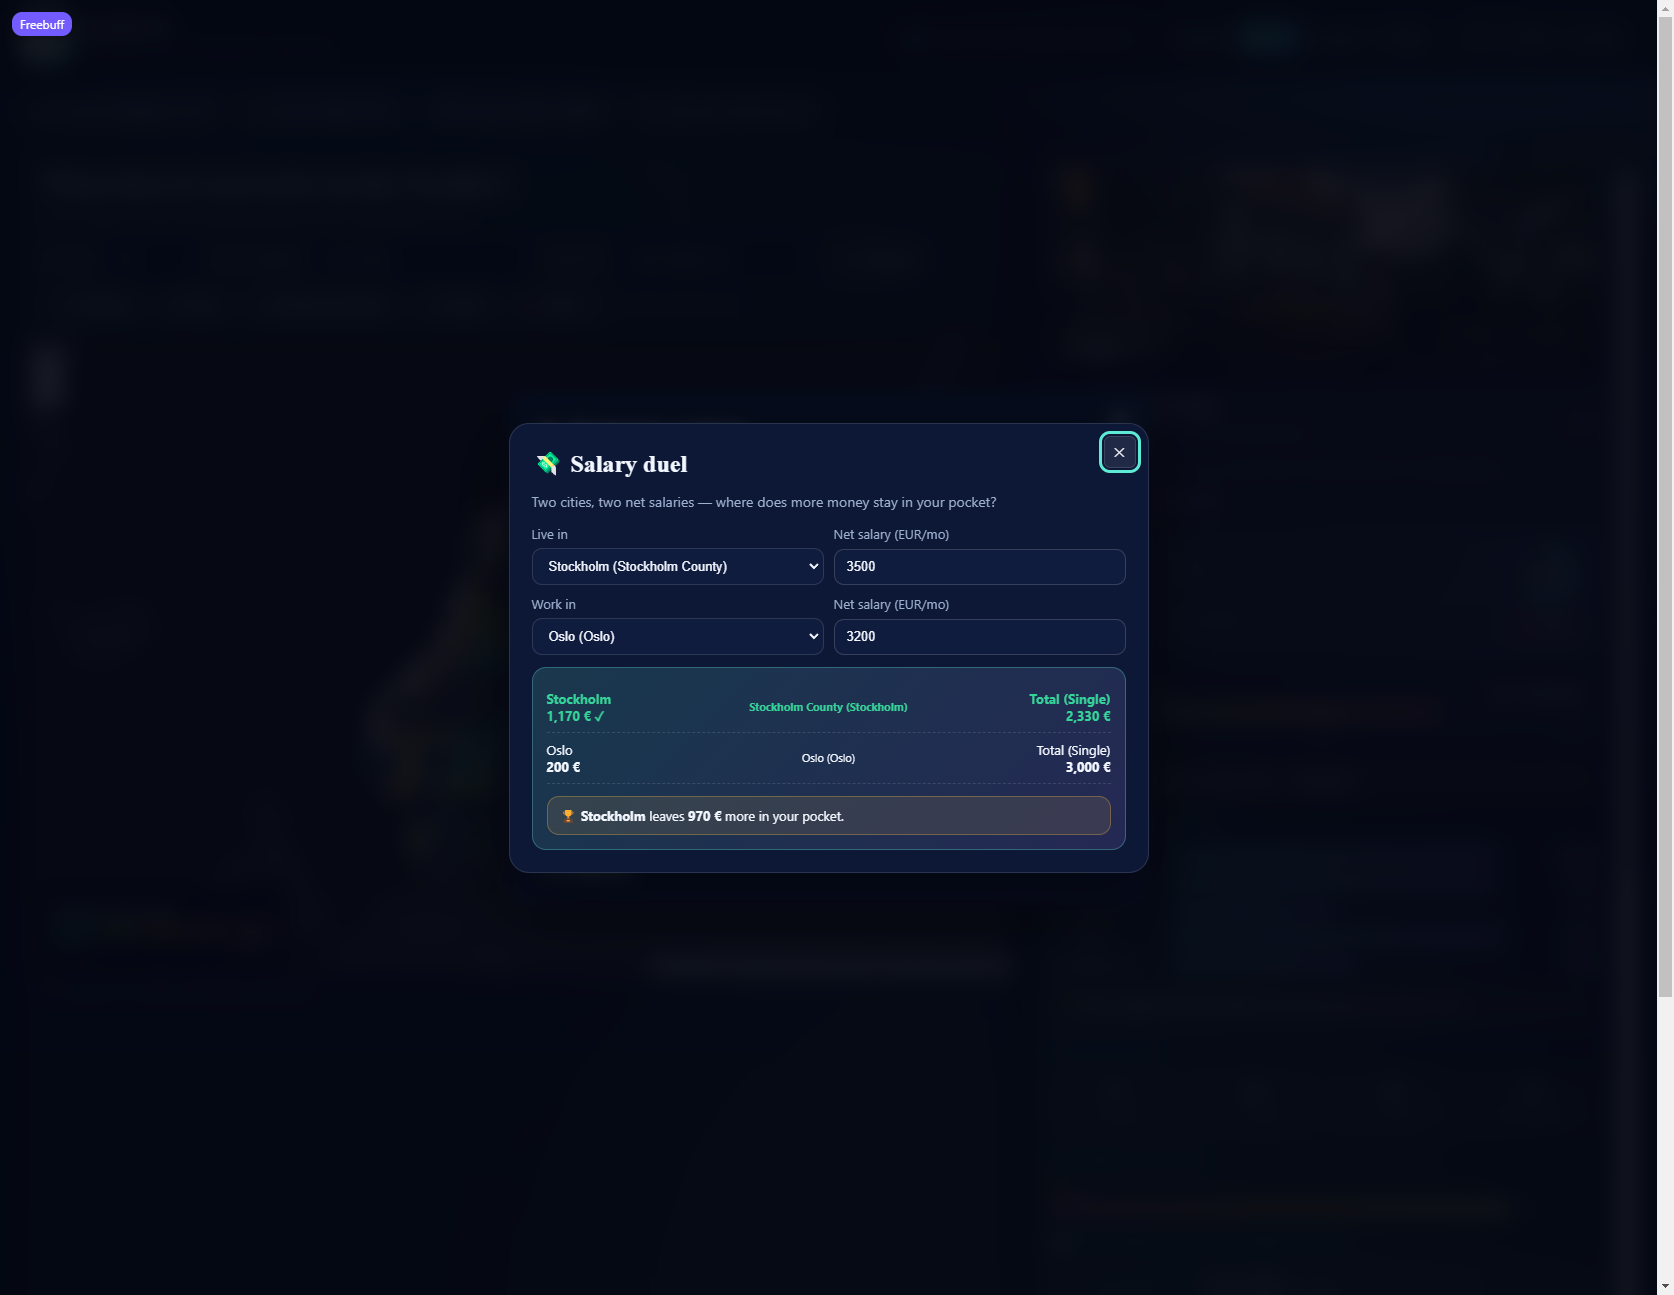 Freebuff
💸 Salary duel
×
Two cities, two net salaries — where does more money stay in your pocket?
Live in
Net salary (EUR/mo)
Stockholm (Stockholm County)
3500
Work in
Net salary (EUR/mo)
Oslo (Oslo)
3200
Stockholm
1,170 € ✓
Stockholm County (Stockholm)
Total (Single)
2,330 €
Oslo
200 €
Oslo (Oslo)
Total (Single)
3,000 €
🏆 Stockholm leaves 970 € more in your pocket.